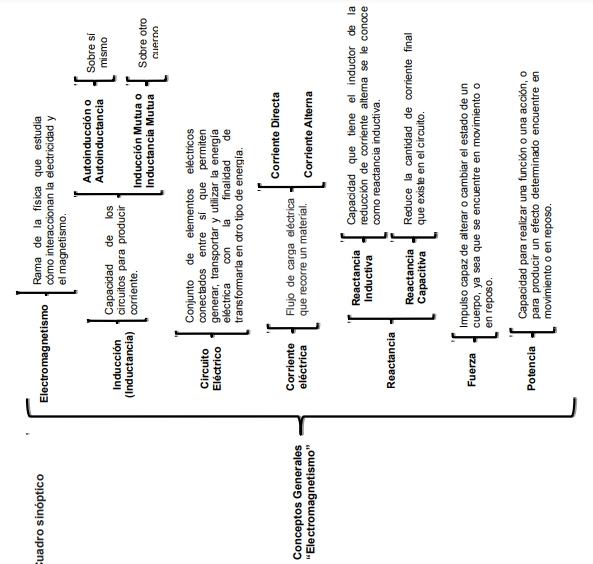 Cuadro sinóptico
Conceptos Generales
“Electromagnetismo”
Electromagnetismo
Rama de la física que estudia
cómo interaccionan la electricidad y
el magnetismo.
Inducción
(Inductancia)
Capacidad de los
circuitos para producir
corriente.
Autoinducción o
Autoinductancia
Sobre sí
mismo
Inducción Mutua o
Inductancia Mutua
Sobre otro
cuerpo
Circuito
Eléctrico
Conjunto de elementos eléctricos
conectados entre sí que permiten
generar, transportar y utilizar la energía
eléctrica con la finalidad de
transformarla en otro tipo de energía.
Corriente
eléctrica
Flujo de carga eléctrica
que recorre un material.
Corriente Directa
Corriente Alterna
Reactancia
Reactancia
Inductiva
Capacidad que tiene el inductor de la
reducción de corriente alterna se le conoce
como reactancia inductiva.
Reactancia
Capacitiva
Reduce la cantidad de corriente final
que existe en el circuito.
Fuerza
Impulso capaz de alterar o cambiar el estado de un
cuerpo, ya sea que se encuentre en movimiento o
en reposo.
Potencia
Capacidad para realizar una función o una acción, o
para producir un efecto determinado encuentre en
movimiento o en reposo.